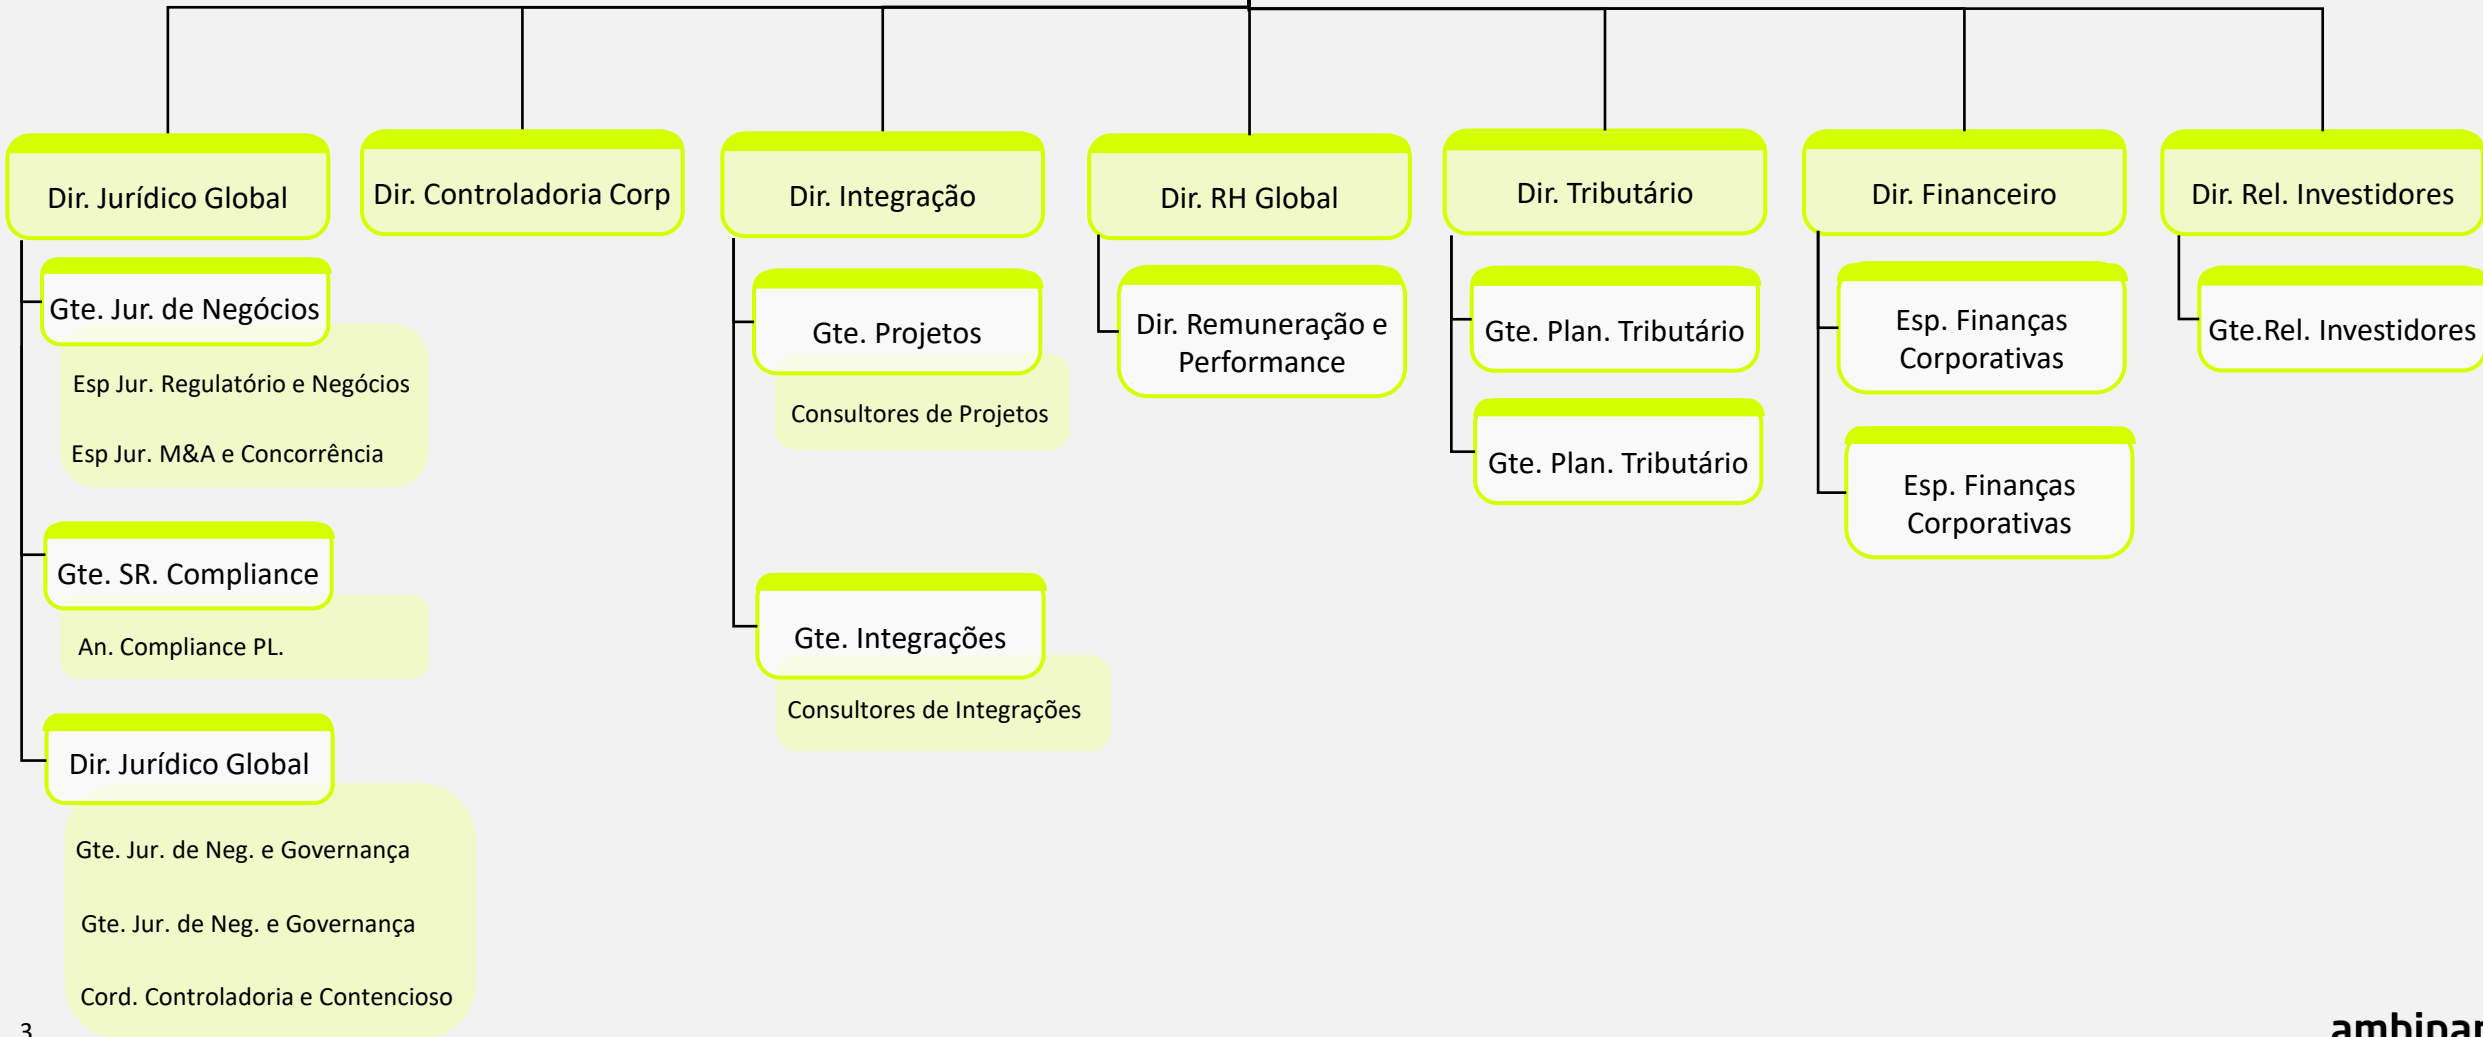 Dir. Jurídico Global
Dir. Controladoria Corp
Dir. Integração
Dir. RH Global
Dir. Tributário
Dir. Financeiro
Dir. Rel. Investidores
Gte. Jur. de Negócios
Esp Jur. Regulatório e Negócios
Esp Jur. M&A e Concorrência
Gte. SR. Compliance
An. Compliance PL.
Dir. Jurídico Global
Gte. Jur. de Neg. e Governança
Gte. Jur. de Neg. e Governança
Cord. Controladoria e Contencioso
Gte. Projetos
Consultores de Projetos
Gte. Integrações
Consultores de Integrações
Dir. Remuneração e
Performance
Gte. Plan. Tributário
Gte. Plan. Tributário
Esp. Finanças
Corporativas
Esp. Finanças
Corporativas
Gte.Rel. Investidores
3